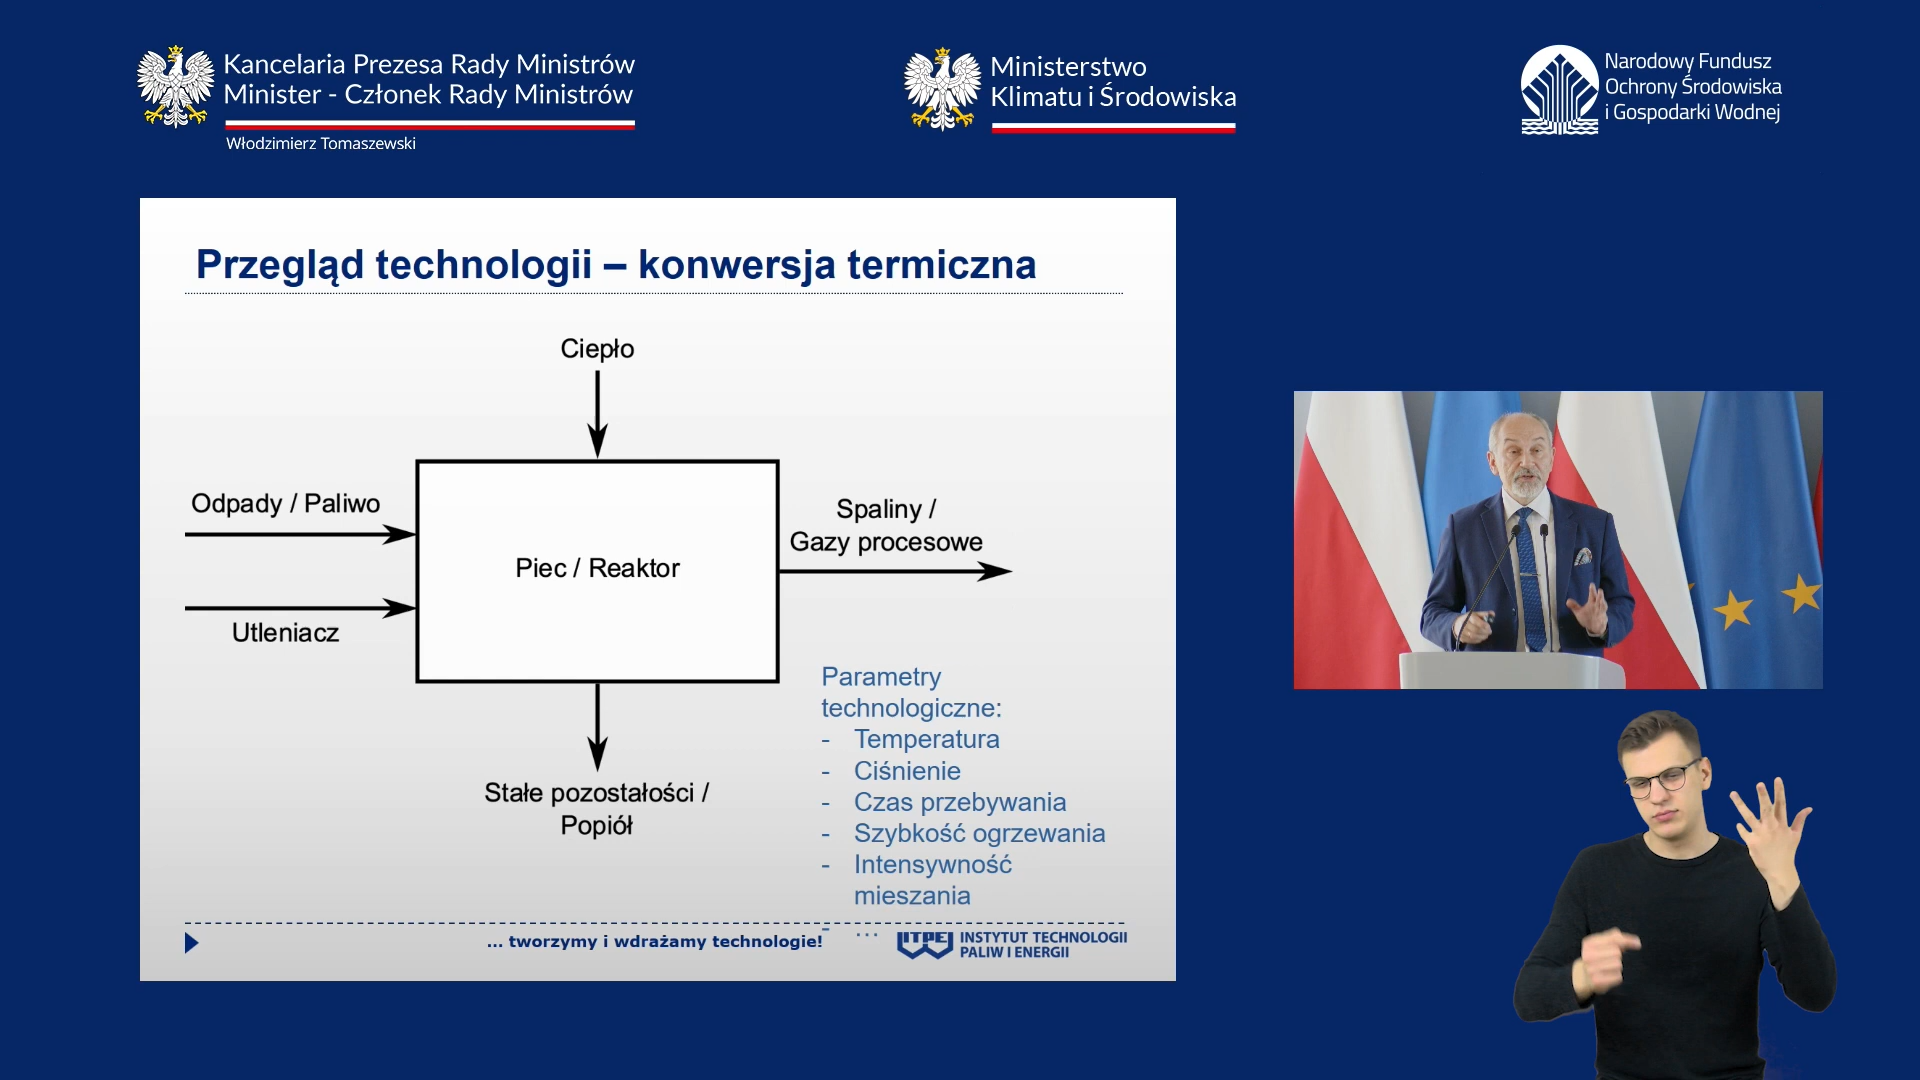 Kancelaria Prezesa Rady Ministrów
Minister - Członek Rady Ministrów
Włodzimierz Tomaszewski
Ministerstwo
Klimatu i Środowiska
Narodowy Fundusz
Ochrony Środowiska
i Gospodarki Wodnej
Przegląd technologii – konwersja termiczna
Ciepło
Odpady / Paliwo
Utleniacz
Piec / Reaktor
Spaliny /
Gazy procesowe
Stałe pozostałości /
Popiół
Parametry
technologiczne:
- Temperatura
- Ciśnienie
- Czas przebywania
- Szybkość ogrzewania
- Intensywność
mieszania
- ...
... tworzymy i wdrażamy technologie!
ITPE
INSTYTUT TECHNOLOGII
PALIW I ENERGII